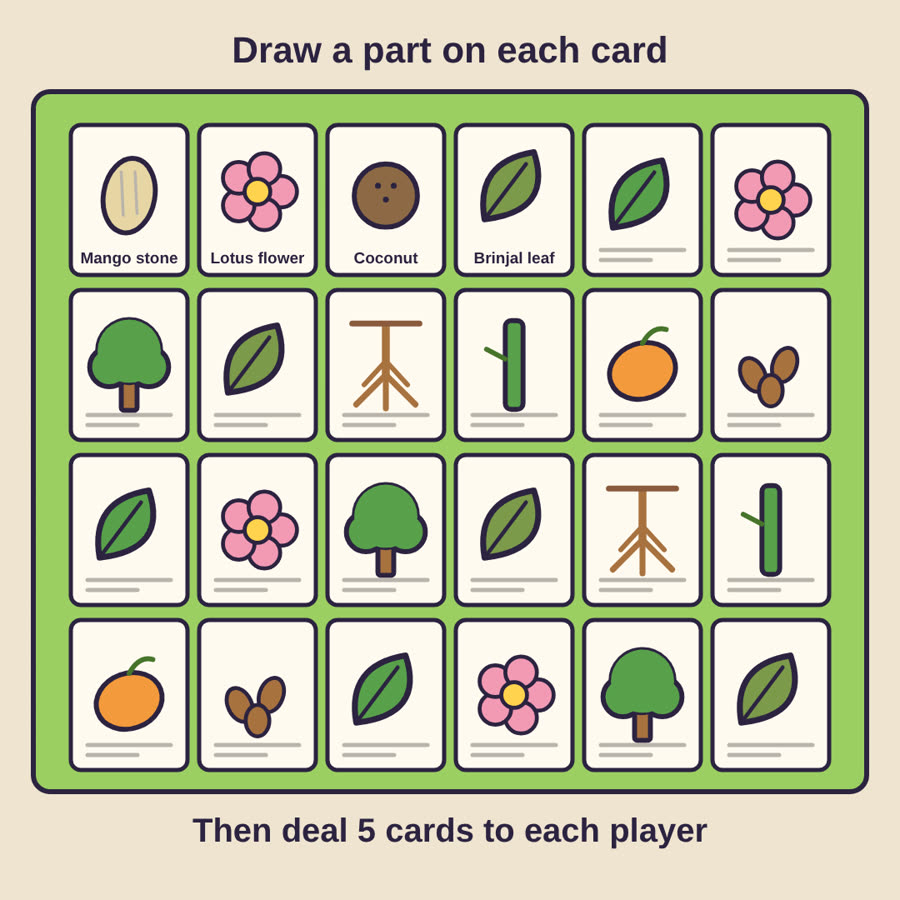 Draw a part on each card
Mango stone
Lotus flower
Coconut
Brinjal leaf
Then deal 5 cards to each player